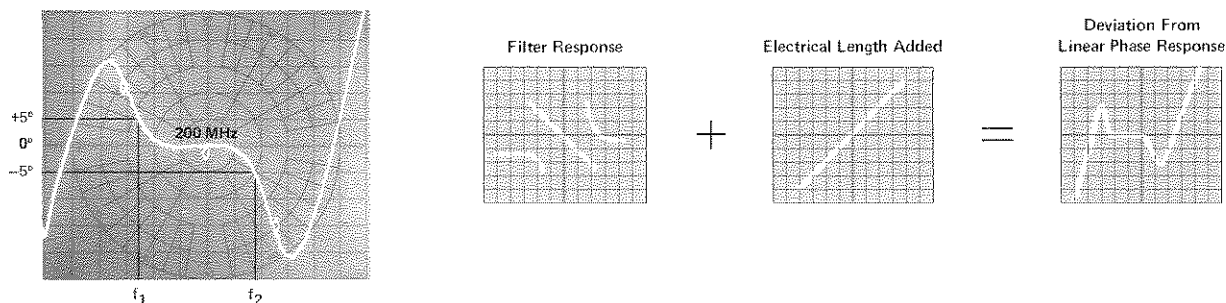 +5°
0°
−5°
200 MHz
f1
f2
Filter Response
+
Electrical Length Added
=
Deviation From
Linear Phase Response